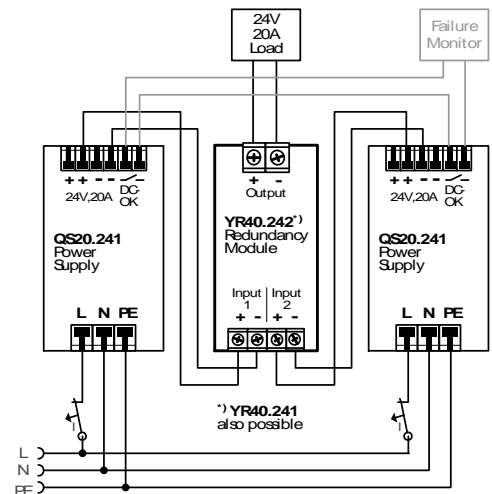 24V
20A
Load
Failure
Monitor
+ + - - DC-
24V,20A OK
QS20.241
Power
Supply
L N PE
+ -
Output
YR40.242*)
Redundancy
Module
Input Input
1 2
+ - + -
+ + - - DC-
24V,20A OK
QS20.241
Power
Supply
L N PE
*) YR40.241
also possible
I
I
L
N
PE